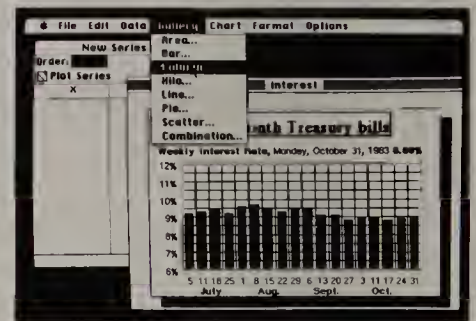 File Edit Data Gallery Chart Format Options
New Series
Order:
Plot Series
X
Area...
Bar...
Column
Hilo...
Line...
Pie...
Scatter...
Combination...
Interest
nth Treasury bills
Weekly Interest Rate, Monday, October 31, 1983
12%
11%
10%
9%
8%
7%
6%
5 11 18 25 1 8 15 22 29 6 13 20 27 3 11 17 24 31
July Aug. Sept. Oct.